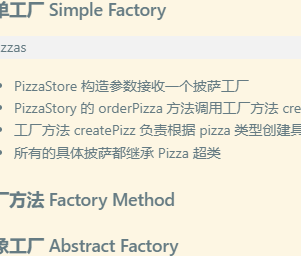 单工厂 Simple Factory
zzas
PizzaStore 构造参数接收一个披萨工厂
PizzaStory 的 orderPizza 方法调用工厂方法 cre
工厂方法 createPizz 负责根据 pizza 类型创建具
所有的具体披萨都继承 Pizza 超类
厂方法 Factory Method
象工厂 Abstract Factory